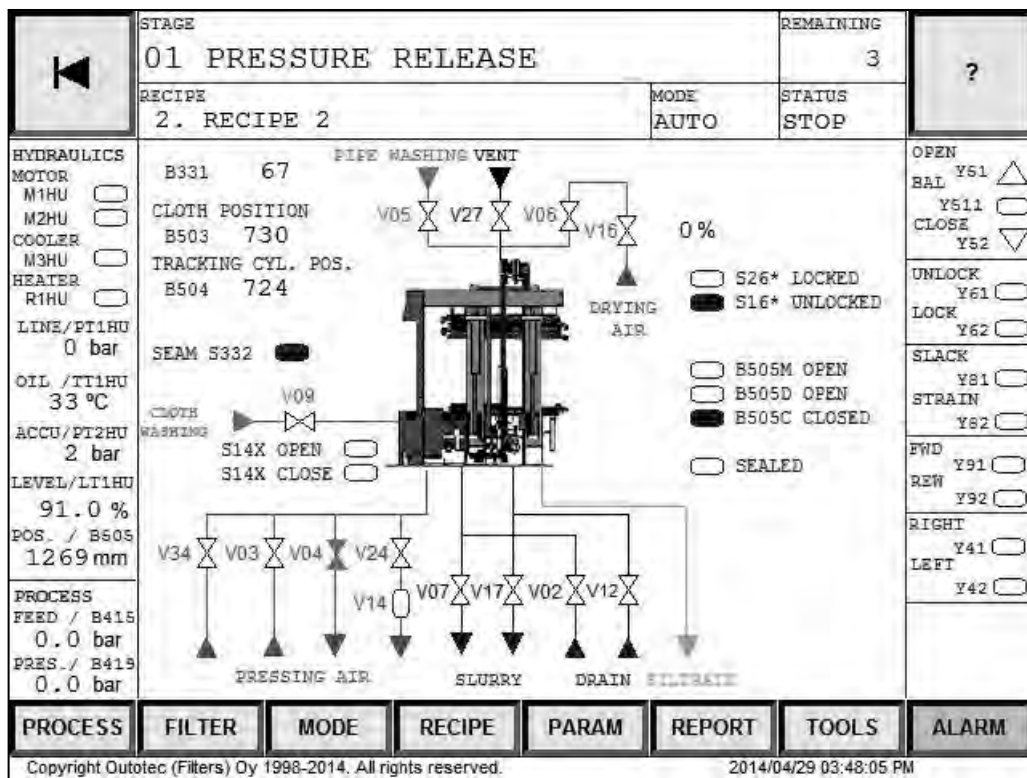 STAGE
01 PRESSURE RELEASE
REMAINING
3
?
RECIPE
2. RECIPE 2
MODE
AUTO
STATUS
STOP
HYDRAULICS
MOTOR
M1HU
M2HU
COOLER
M3HU
HEATER
R1HU
LINE/PT1HU
0 bar
OIL /TT1HU
33 ºC
ACCU/PT2HU
2 bar
LEVEL/LT1HU
91.0 %
POS. / B505
1269 mm
PROCESS
FEED / B415
0.0 bar
PRES./ B419
0.0 bar
B331 67
CLOTH POSITION
B503 730
TRACKING CYL. POS.
B504 724
SEAM S332
V09
CLOTH
WASHING
S14X OPEN
S14X CLOSE
PIPE WASHING VENT
V05 V27 V06 V16
0 %
DRYING
AIR
S26* LOCKED
S16* UNLOCKED
B505M OPEN
B505D OPEN
B505C CLOSED
SEALED
V34 V03 V04 V24
V14
V07 V17 V02 V12
PRESSING AIR
SLURRY
DRAIN
FILTRATE
OPEN
Y51
BAL
Y511
CLOSE
Y52
UNLOCK
Y61
LOCK
Y62
SLACK
Y81
STRAIN
Y82
FWD
Y91
REW
Y92
RIGHT
Y41
LEFT
Y42
PROCESS FILTER MODE RECIPE PARAM REPORT TOOLS ALARM
Copyright Outotec (Filters) Oy 1998-2014. All rights reserved. 2014/04/29 03:48:05 PM